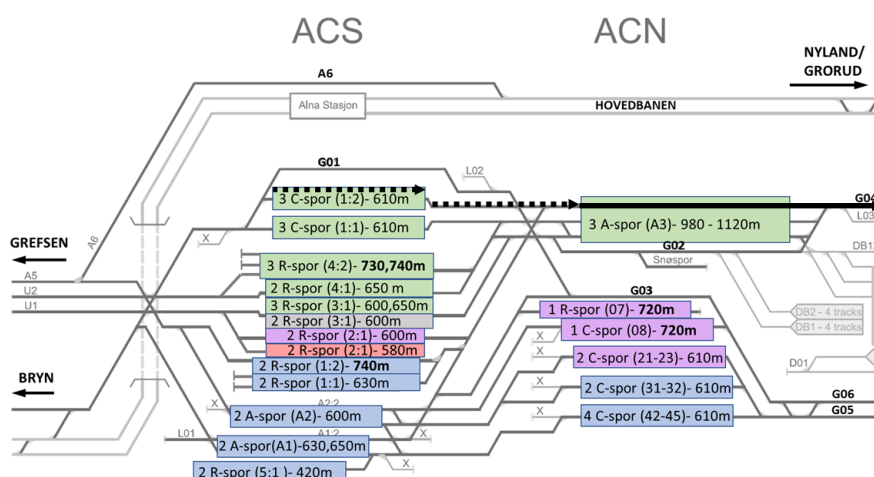 ACS
ACN
NYLAND/
GRORUD
A6
Alna Stasjon
HOVEDBANEN
G01
L02
3 C-spor (1:2)- 610m
G04
3 C-spor (1:1)- 610m
3 A-spor (A3) - 980 - 1120m
L03
X
GREFSEN
A6
G02
DB12
Snøspor
3 R-spor (4:2)- 730,740m
A5
U2
2 R-spor (4:1)- 650 m
G03
U1
3 R-spor (3:1)- 600,650m
1 R-spor (07)- 720m
DB2 - 4 tracks
2 R-spor (3:1)- 600m
DB1 - 4 tracks
1 C-spor (08)- 720m
X
2 R-spor (2:1)- 600m
2 R-spor (2:1)- 580m
X
2 C-spor (21-23)- 610m
2 R-spor (1:2)- 740m
D01
BRYN
2 R-spor (1:1)- 630m
X
2 C-spor (31-32)- 610m
X
A2:2
G06
2 A-spor (A2)- 600m
X
4 C-spor (42-45)- 610m
G05
L01
A1:2
X
2 A-spor(A1)-630,650m
2 R-spor (5:1 )- 420m
X